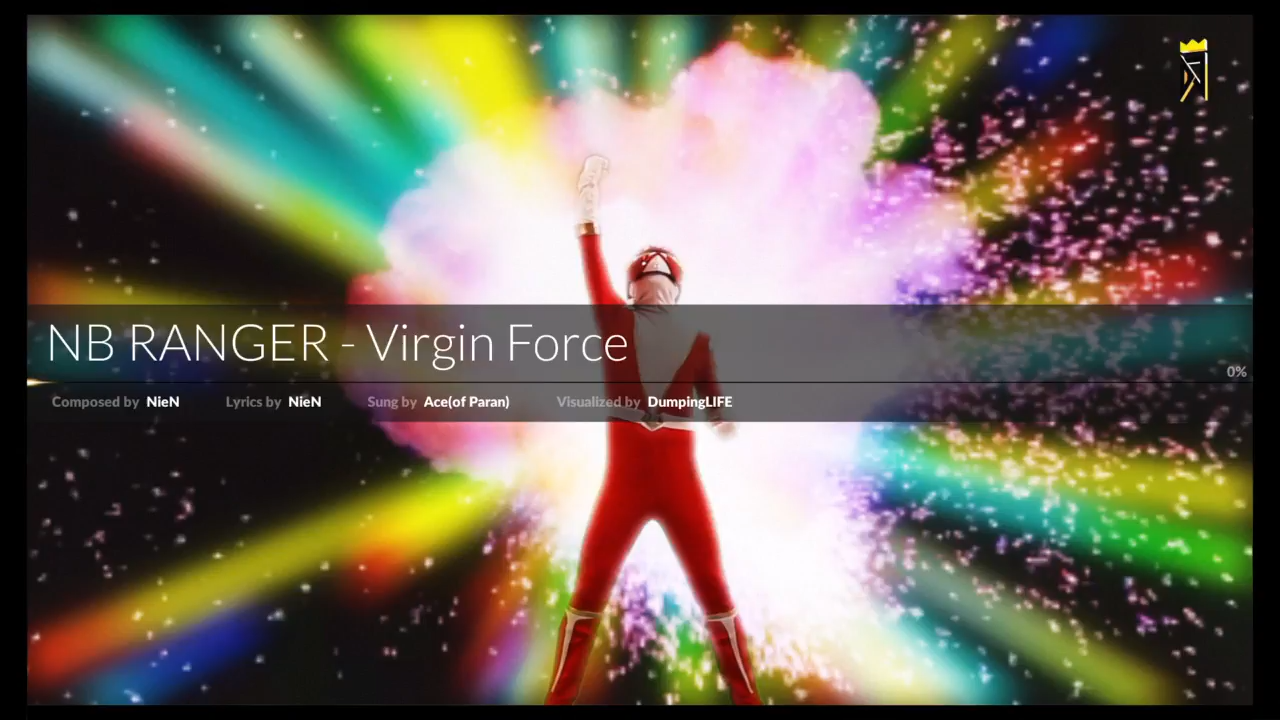 NB RANGER - Virgin Force
0%
Composed by NieN Lyrics by NieN Sung by Ace(of Paran) Visualized by DumpingLIFE